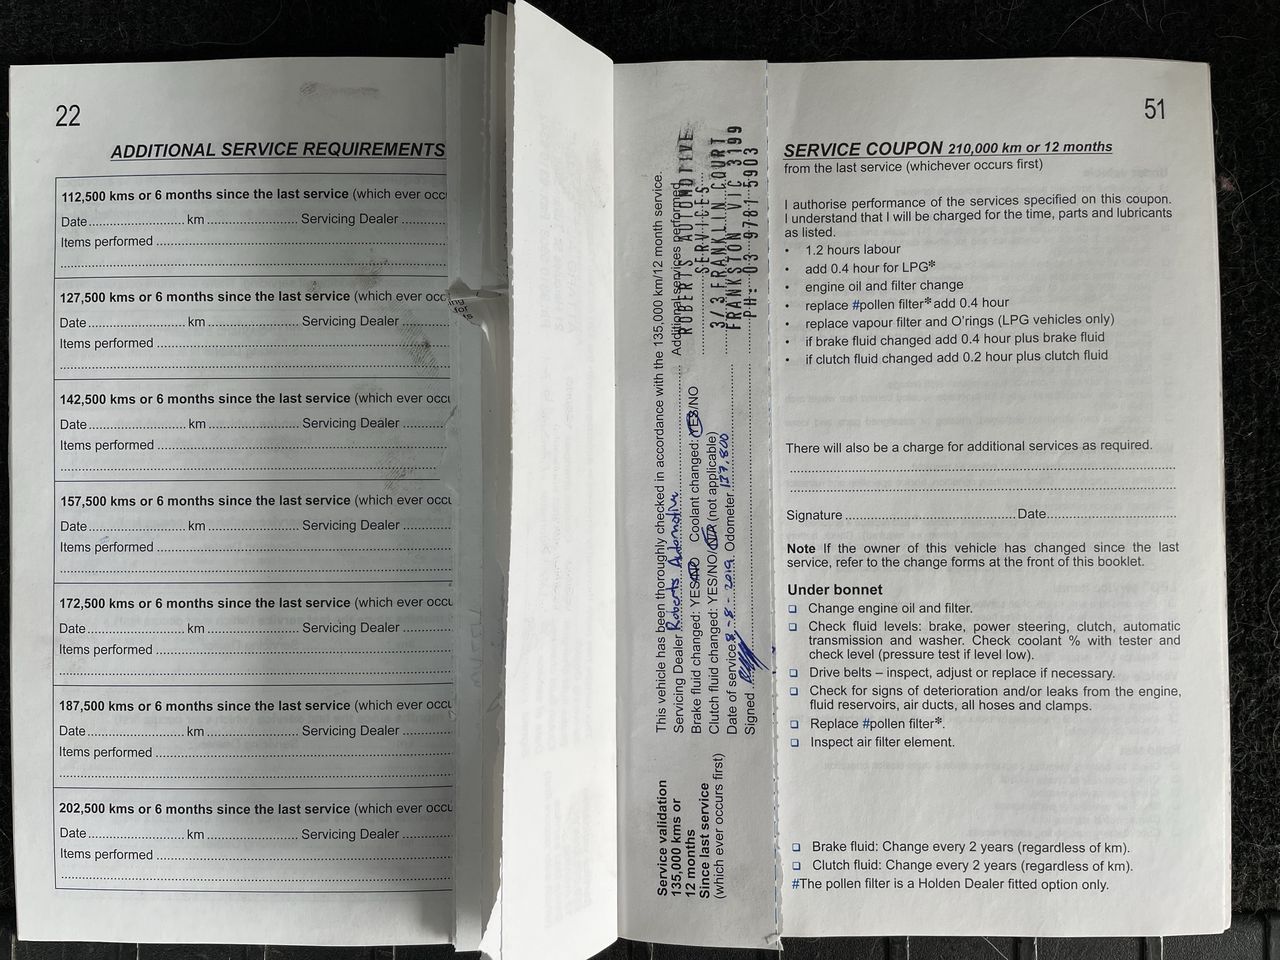 22
ADDITIONAL SERVICE REQUIREMENTS
112,500 kms or 6 months since the last service (which ever occu
Date.............................. km ............................ Servicing Dealer .............
Items performed ..............................................................................
..............................................................................
127,500 kms or 6 months since the last service (which ever occ
Date.............................. km ............................ Servicing Dealer .............
Items performed ..............................................................................
..............................................................................
142,500 kms or 6 months since the last service (which ever occu
Date.............................. km ............................ Servicing Dealer .............
Items performed ..............................................................................
..............................................................................
157,500 kms or 6 months since the last service (which ever occu
Date.............................. km ............................ Servicing Dealer .............
Items performed ..............................................................................
..............................................................................
172,500 kms or 6 months since the last service (which ever occu
Date.............................. km ............................ Servicing Dealer .............
Items performed ..............................................................................
..............................................................................
187,500 kms or 6 months since the last service (which ever occu
Date.............................. km ............................ Servicing Dealer .............
Items performed ..............................................................................
..............................................................................
202,500 kms or 6 months since the last service (which ever occu
Date.............................. km ............................ Servicing Dealer .............
Items performed ..............................................................................
..............................................................................
ing
for
ts
Service validation
135,000 kms or
12 months
Since last service
(which ever occurs first)
This vehicle has been thoroughly checked in accordance with the 135,000 km/12 month service.
Servicing Dealer Roberts Automotive Additional services performed
Brake fluid changed: YES/NO Coolant changed: YES/NO
Clutch fluid changed: YES/NO/N/A (not applicable)
Date of service 8-8-2019. Odometer 137,800
Signed
ROBERTS AUTOMOTIVE
SERVICES
3/3 FRANKLIN COURT
FRANKSTON VIC 3199
PH: 03 9781 5903
51
SERVICE COUPON 210,000 km or 12 months
from the last service (whichever occurs first)
I authorise performance of the services specified on this coupon.
I understand that I will be charged for the time, parts and lubricants
as listed.
• 1.2 hours labour
• add 0.4 hour for LPG*
• engine oil and filter change
• replace #pollen filter* add 0.4 hour
• replace vapour filter and O'rings (LPG vehicles only)
• if brake fluid changed add 0.4 hour plus brake fluid
• if clutch fluid changed add 0.2 hour plus clutch fluid
There will also be a charge for additional services as required.
..............................................................................
..............................................................................
Signature ..............................................Date..................................
Note If the owner of this vehicle has changed since the last
service, refer to the change forms at the front of this booklet.
Under bonnet
❑ Change engine oil and filter.
❑ Check fluid levels: brake, power steering, clutch, automatic
transmission and washer. Check coolant % with tester and
check level (pressure test if level low).
❑ Drive belts – inspect, adjust or replace if necessary.
❑ Check for signs of deterioration and/or leaks from the engine,
fluid reservoirs, air ducts, all hoses and clamps.
❑ Replace #pollen filter*.
❑ Inspect air filter element.
❑ Brake fluid: Change every 2 years (regardless of km).
❑ Clutch fluid: Change every 2 years (regardless of km).
#The pollen filter is a Holden Dealer fitted option only.